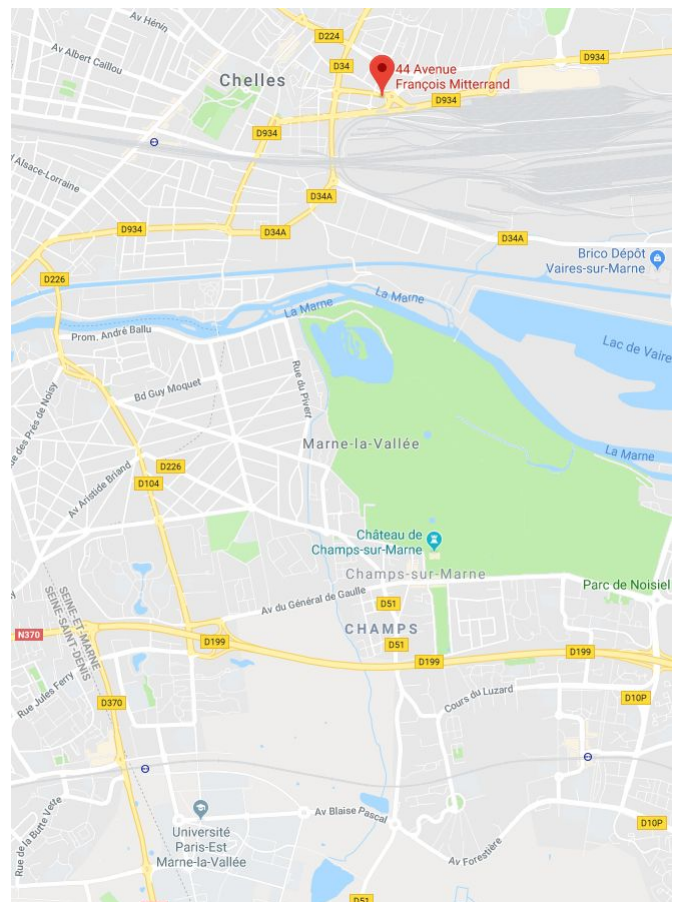 Av Hénin
D224
Av Albert Caillou
D34
D934
Chelles
44 Avenue
François Mitterrand
D934
D934
Alsace-Lorraine
D934
D34A
D34A
Brico Dépôt
Vaires-sur-Marne
D226
La Marne
La Marne
Prom. André Ballu
Lac de Vaire
Rue du Pivert
Bd Guy Moquet
ue des Prés de Noisy
Marne-la-Vallée
La Marne
D226
Av Aristide Briand
D104
Château de
Champs-sur-Marne
Champs-sur-Marne
Parc de Noisiel
SEINE-ET-MARNE
SEINE-SAINT-DENIS
Av du Général de Gaulle
D51
CHAMPS
N370
D199
D51
D199
D199
Rue Jules Ferry
D370
Cours du Luzard
D10P
Rue de la Butte Verte
Av Blaise Pascal
Université
Paris-Est
Marne-la-Vallée
D10P
Av Forestière
D51